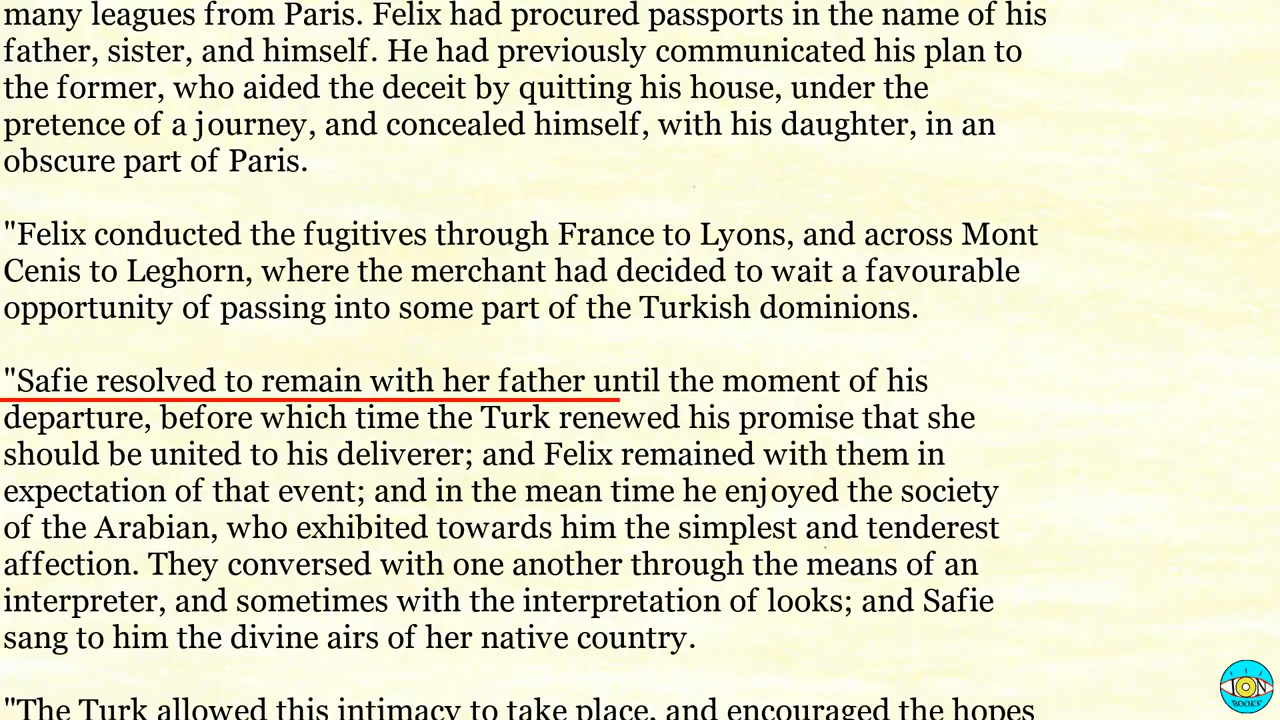 many leagues from Paris. Felix had procured passports in the name of his
father, sister, and himself. He had previously communicated his plan to
the former, who aided the deceit by quitting his house, under the
pretence of a journey, and concealed himself, with his daughter, in an
obscure part of Paris.
"Felix conducted the fugitives through France to Lyons, and across Mont
Cenis to Leghorn, where the merchant had decided to wait a favourable
opportunity of passing into some part of the Turkish dominions.
"Safie resolved to remain with her father until the moment of his
departure, before which time the Turk renewed his promise that she
should be united to his deliverer; and Felix remained with them in
expectation of that event; and in the mean time he enjoyed the society
of the Arabian, who exhibited towards him the simplest and tenderest
affection. They conversed with one another through the means of an
interpreter, and sometimes with the interpretation of looks; and Safie
sang to him the divine airs of her native country.
"The Turk allowed this intimacy to take place, and encouraged the hopes
ION
BOOKS